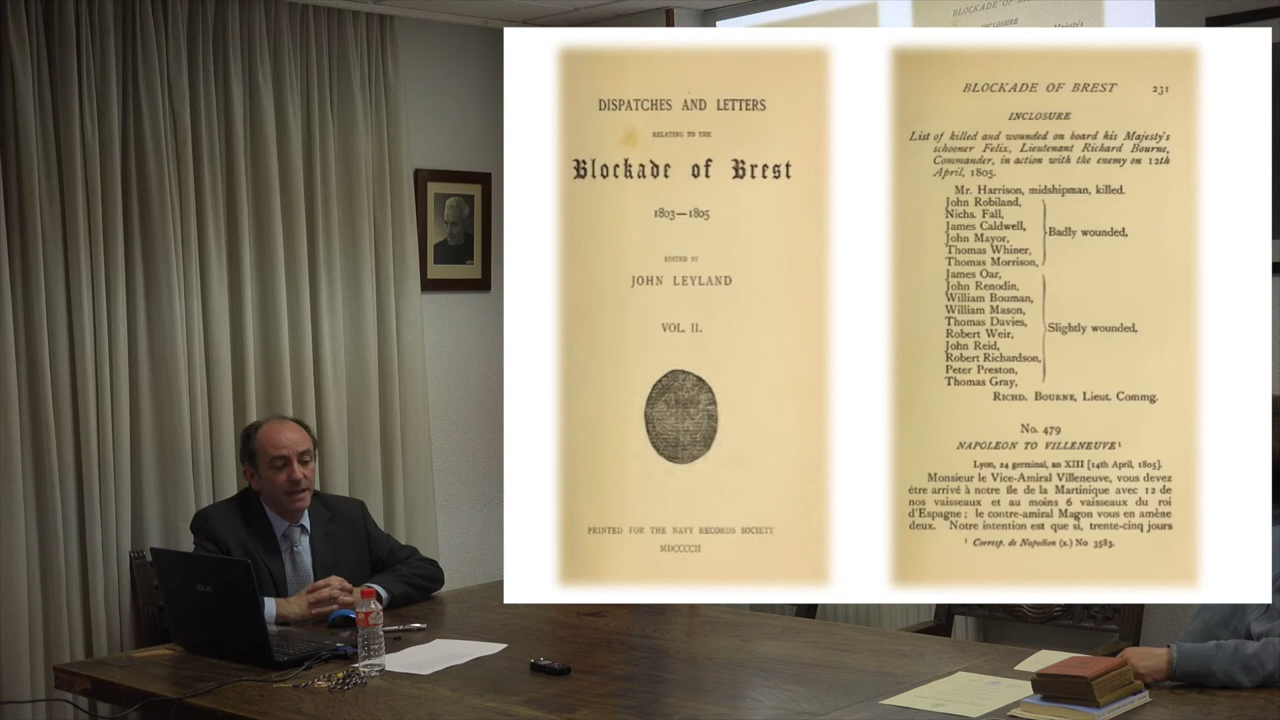 BLOCKADE OF
INCLOSURE
DISPATCHES AND LETTERS
RELATING TO THE
Blockade of Brest
1803—1805
EDITED BY
JOHN LEYLAND
VOL. II.
PRINTED FOR THE NAVY RECORDS SOCIETY
MDCCCCII
BLOCKADE OF BREST 231
INCLOSURE
List of killed and wounded on board his Majesty's
schooner Felix, Lieutenant Richard Bourne,
Commander, in action with the enemy on 12th
April, 1805.
Mr. Harrison, midshipman, killed.
John Robiland,
Nichs. Fall,
James Caldwell,
John Mayor,
Thomas Whiner,
Thomas Morrison,
Badly wounded,
James Oar,
John Renodin,
William Bouman,
William Mason,
Thomas Davies,
Robert Weir,
John Reid,
Robert Richardson,
Peter Preston,
Thomas Gray,
Slightly wounded,
RICHD. BOURNE, Lieut. Commg.
No. 479
NAPOLEON TO VILLENEUVE¹
Lyon, 24 germinal, an XIII [14th April, 1805].
Monsieur le Vice-Amiral Villeneuve, vous devez
être arrivé à notre île de la Martinique avec 12 de
nos vaisseaux et au moins 6 vaisseaux du roi
d'Espagne; le contre-amiral Magon vous en amène
deux. Notre intention est que si, trente-cinq jours
¹ Corresp. de Napoléon (x.) No 3583.
ASUS